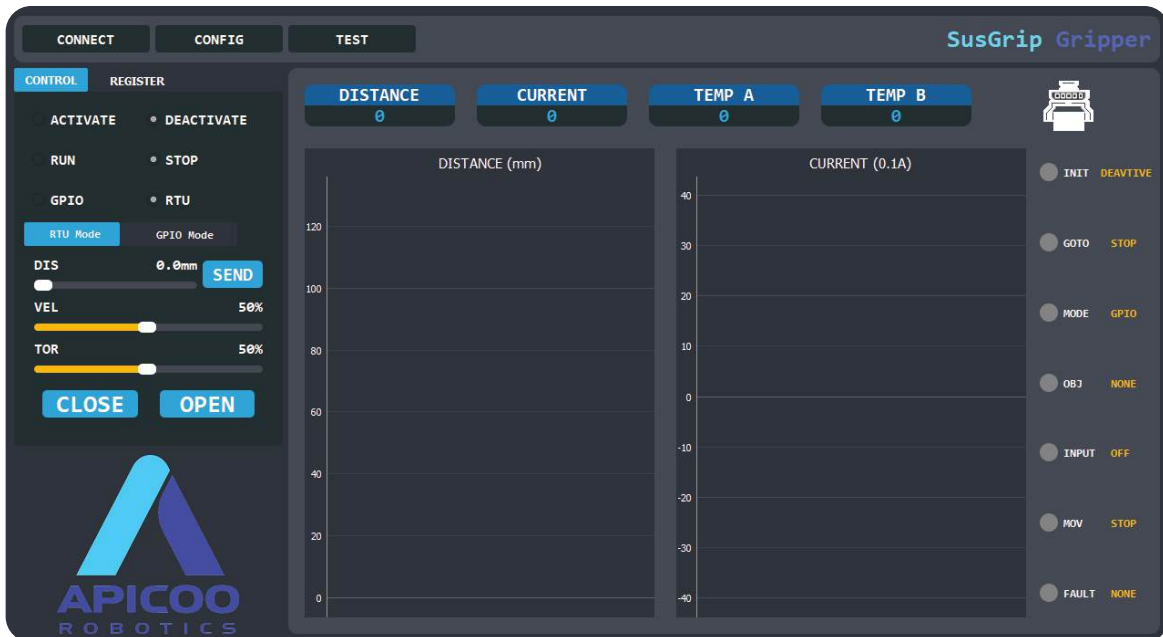 CONNECT CONFIG TEST SusGrip Gripper
CONTROL REGISTER
ACTIVATE DEACTIVATE
RUN STOP
GPIO RTU
RTU Mode GPIO Mode
DIS 0.0mm SEND
VEL 50%
TOR 50%
CLOSE OPEN
APICOO
ROBOTICS
DISTANCE CURRENT TEMP A TEMP B
0 0 0 0
DISTANCE (mm)
120
100
80
60
40
20
0
CURRENT (0.1A)
40
30
20
10
0
-10
-20
-30
-40
INIT DEAVTIVE
GOTO STOP
MODE GPIO
OBJ NONE
INPUT OFF
MOV STOP
FAULT NONE